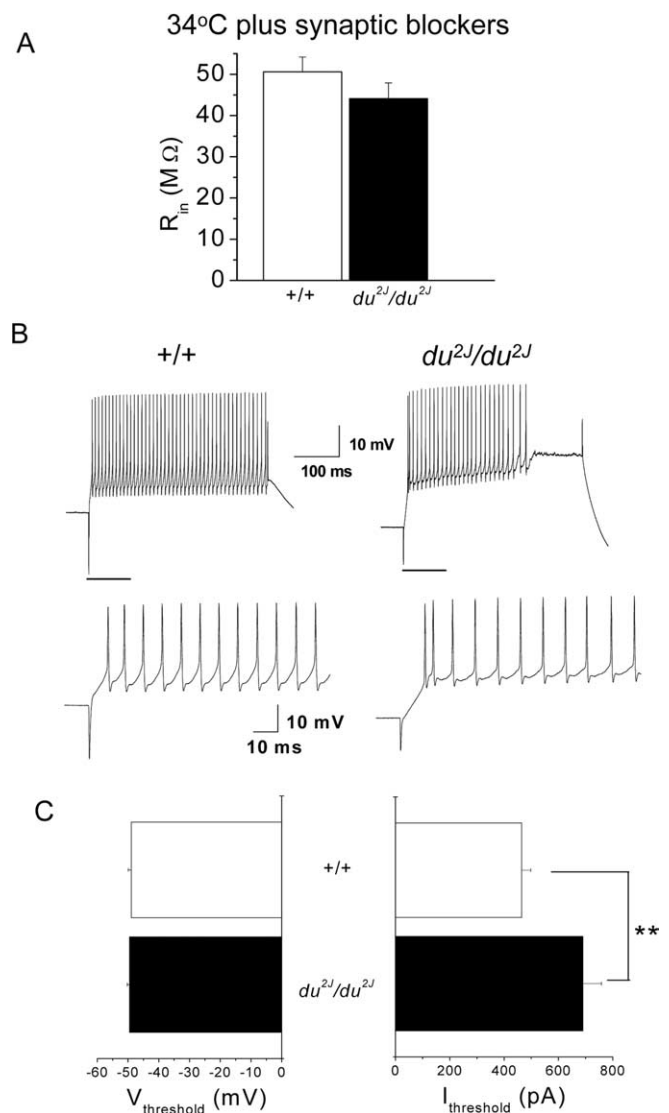 34°C plus synaptic blockers
A
50
40
30
20
10
0
R_in (M Ω)
+/+
du^2J/du^2J
B
+/+
du^2J/du^2J
10 mV
100 ms
10 mV
10 ms
C
+/+
**
du^2J/du^2J
-60 -50 -40 -30 -20 -10 0
0 200 400 600 800
V_threshold (mV)
I_threshold (pA)